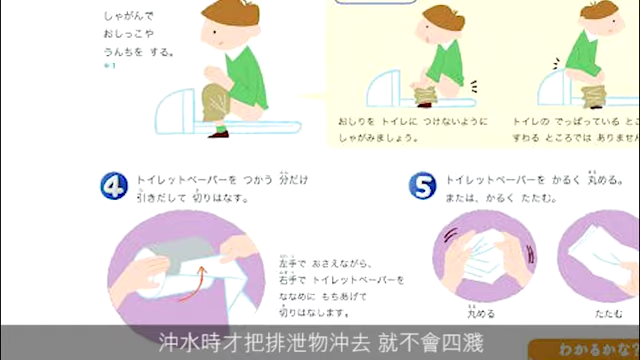 しゃがんで
おしっこや
うんちを する。
*1
おしりを トイレに つけないように
しゃがみましょう。
トイレの でっぱっている とこ
すわる ところでは ありません
4
トイレットペーパーを つかう 分だけ
引きだして 切りはなす。
左手で おさえながら、
右手で トイレットペーパーを
ななめに もちあげて
切りはなします。
5
トイレットペーパーを かるく 丸める。
または、かるく たたむ。
丸める
たたむ
沖水時才把排泄物沖去 就不會四濺
わかるかな?